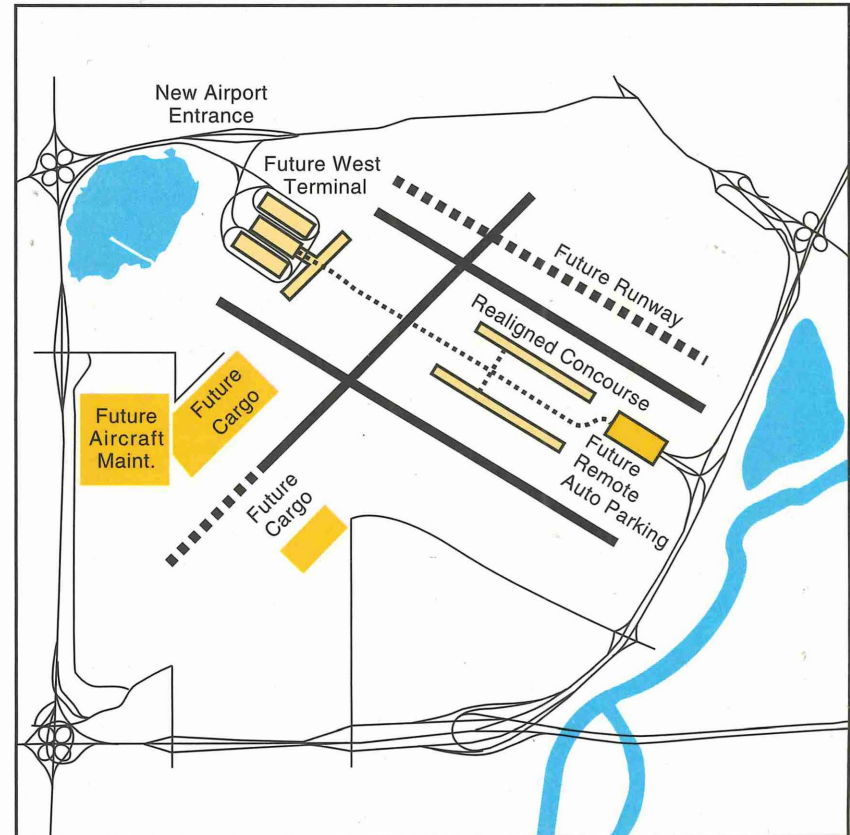 New Airport
Entrance
Future West
Terminal
Future Runway
Realigned Concourse
Future
Cargo
Future
Aircraft
Maint.
Future
Remote
Auto Parking
Future
Cargo